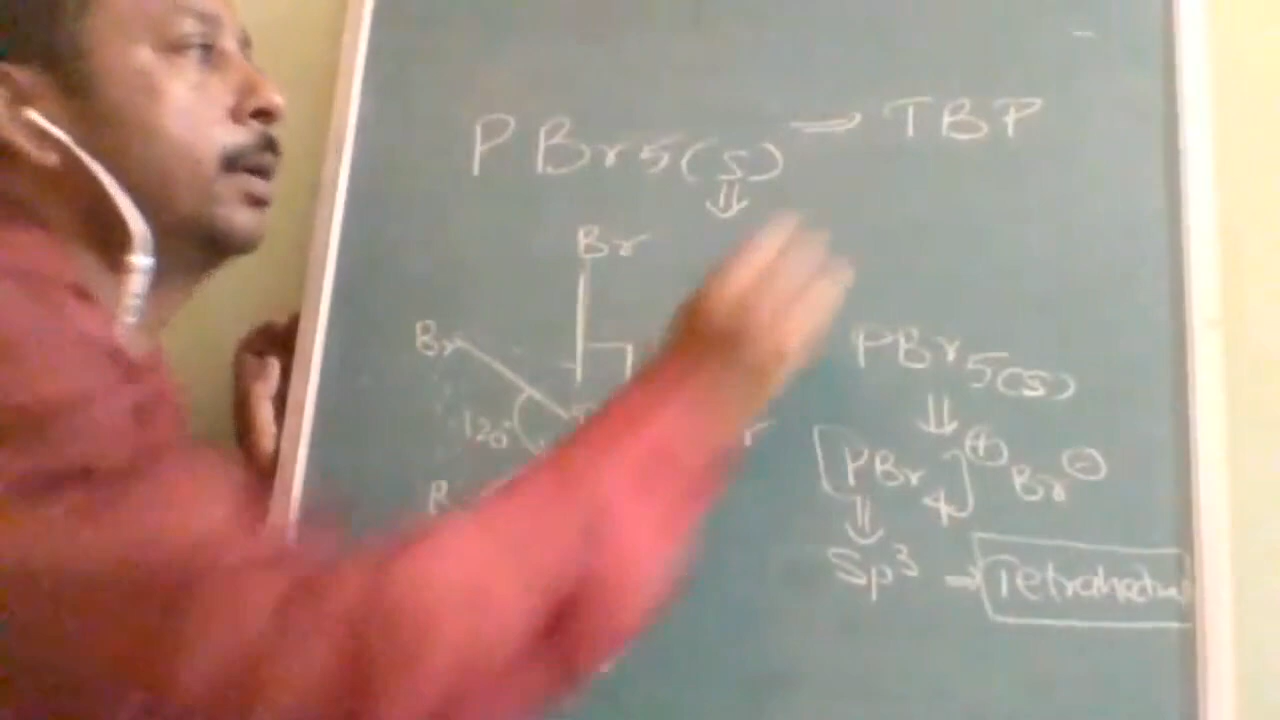 PBr5(s) ⇒ TBP
⇓
Br
Br
120°
PBr5(s)
⇓
[PBr4]⊕ Br⊖
⇓
Sp³ ⇒ Tetrahedral